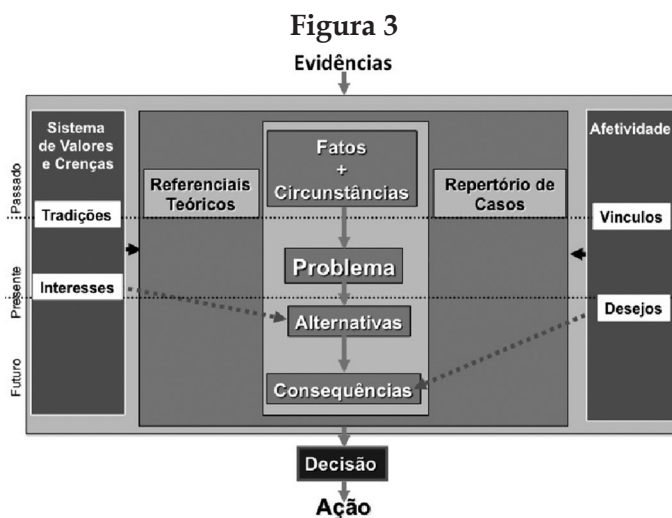 Figura 3
Evidências
Sistema
de Valores
e Crenças
Afetividade
Fatos
+
Circunstâncias
Referenciais
Teóricos
Repertório de
Casos
Passado
Tradições
Vinculos
Problema
Interesses
Presente
Alternativas
Desejos
Futuro
Consequências
Decisão
Ação